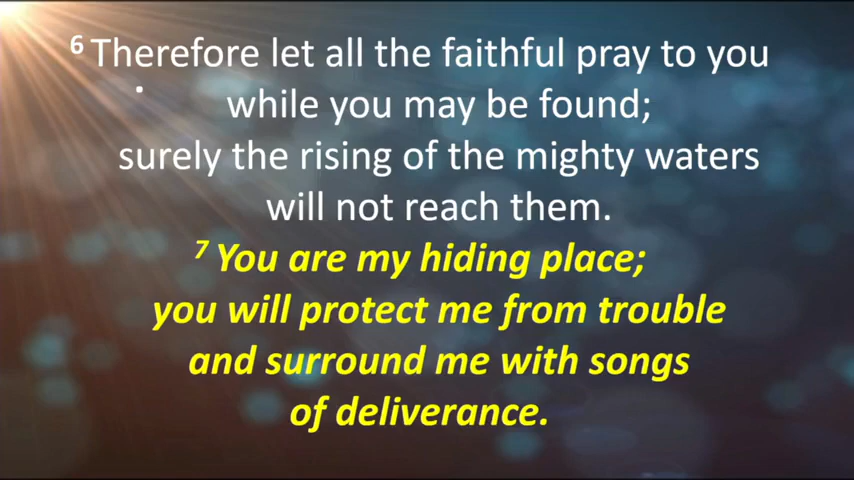 6 Therefore let all the faithful pray to you
while you may be found;
surely the rising of the mighty waters
will not reach them.
7 You are my hiding place;
you will protect me from trouble
and surround me with songs
of deliverance.